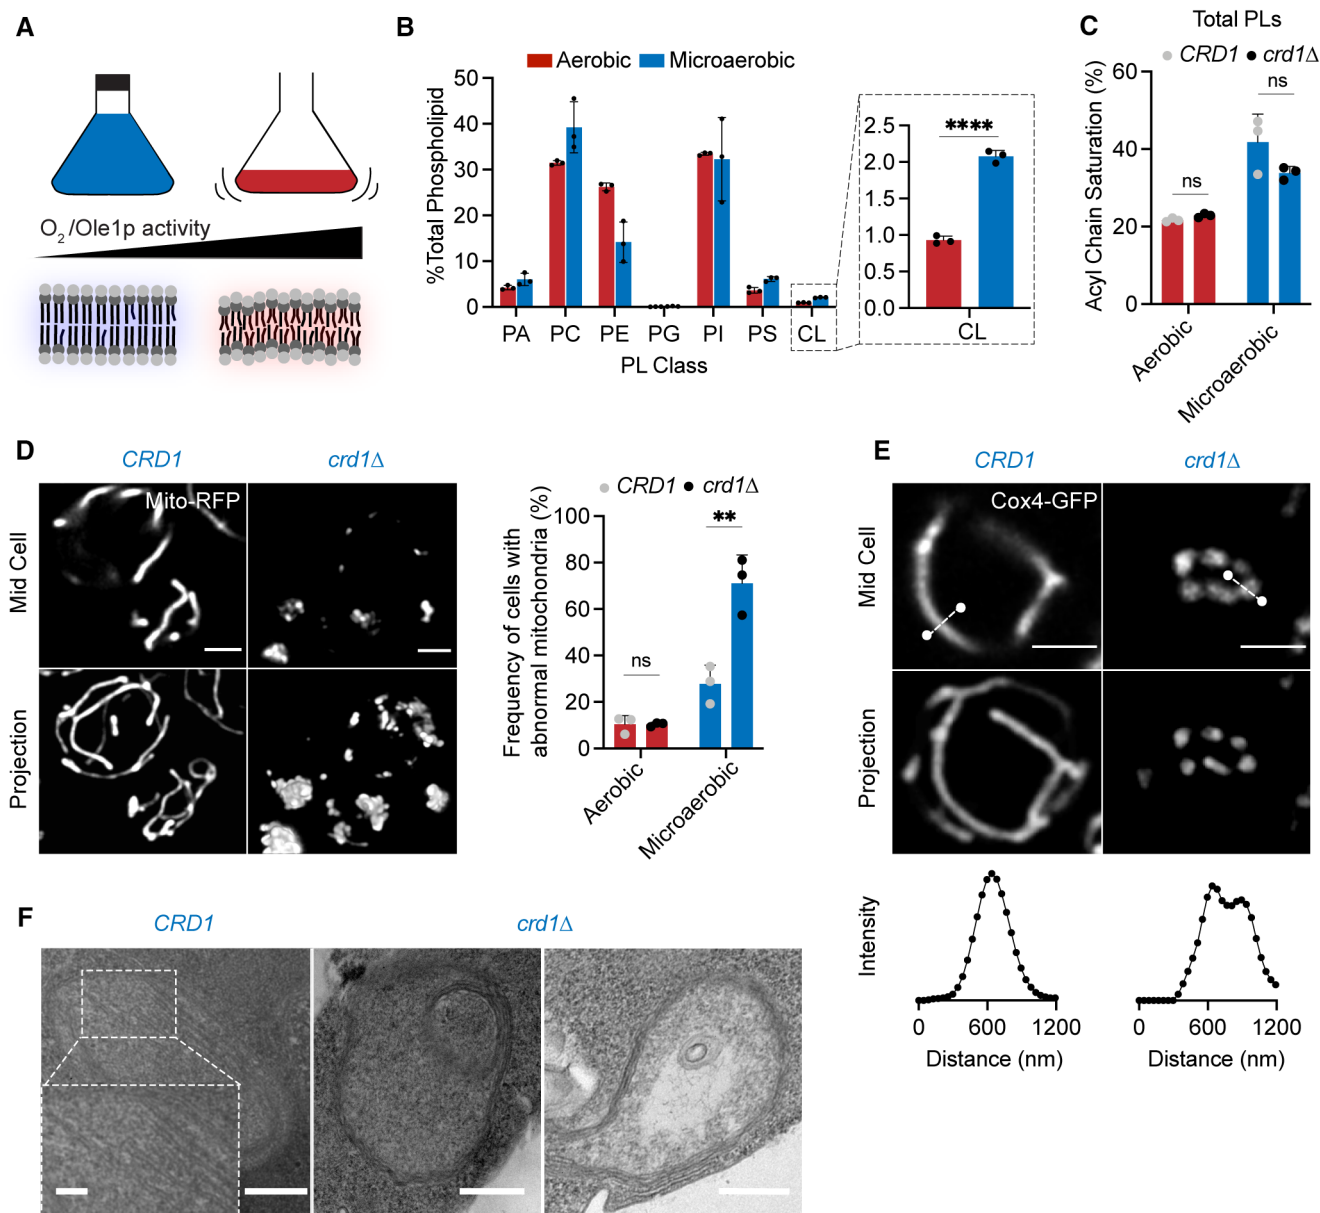 A
O2/Ole1p activity
B
Aerobic Microaerobic
%Total Phospholipid
50
40
30
20
10
0
PA PC PE PG PI PS CL
PL Class
****
2.5
2.0
1.5
1.0
0.5
0.0
CL
C
Total PLs
CRD1 crd1Δ
Acyl Chain Saturation (%)
60
40
20
0
ns
ns
Aerobic
Microaerobic
D
CRD1 crd1Δ
Mito-RFP
Mid Cell
Projection
CRD1 crd1Δ
Frequency of cells with
abnormal mitochondria (%)
100
80
60
40
20
0
ns
**
Aerobic
Microaerobic
E
CRD1 crd1Δ
Cox4-GFP
Mid Cell
Projection
Intensity
0 600 1200
Distance (nm)
0 600 1200
Distance (nm)
F
CRD1 crd1Δ